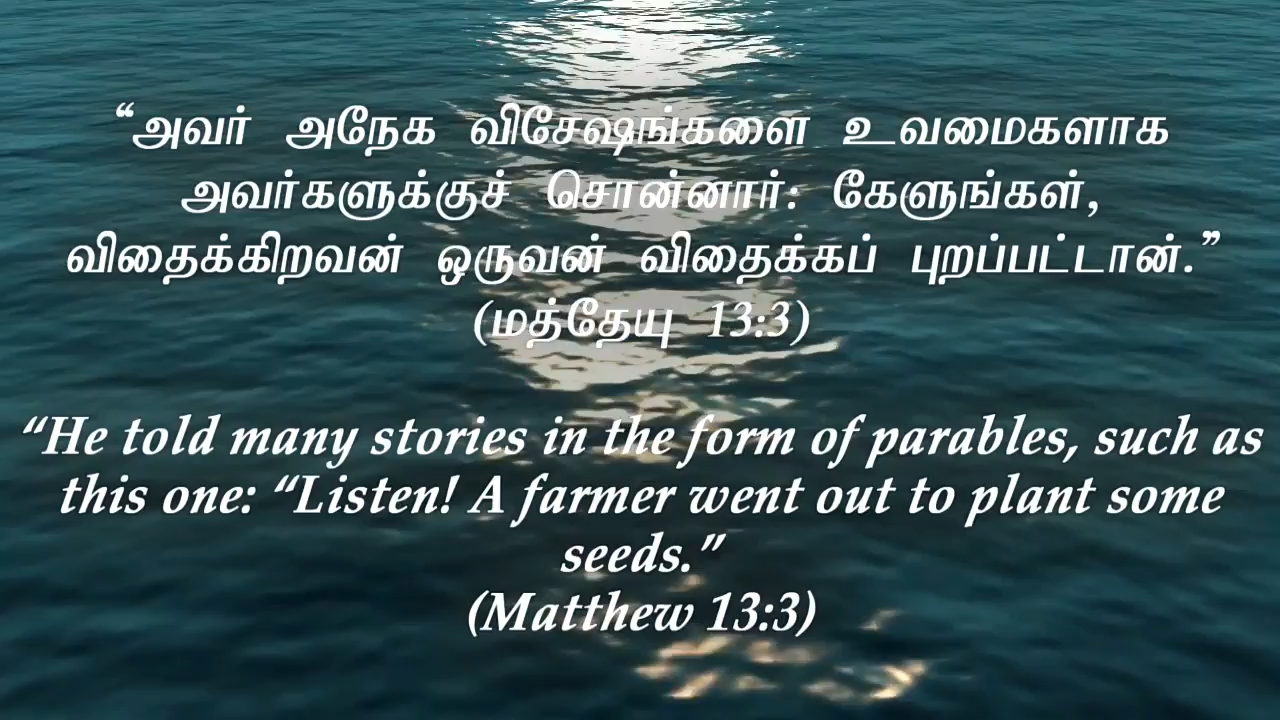 “அவர் அநேக விசேஷங்களை உவமைகளாக
அவர்களுக்குச் சொன்னார்: கேளுங்கள்,
விதைக்கிறவன் ஒருவன் விதைக்கப் புறப்பட்டான்.”
(மத்தேயு 13:3)
“He told many stories in the form of parables, such as
this one: “Listen! A farmer went out to plant some
seeds.”
(Matthew 13:3)